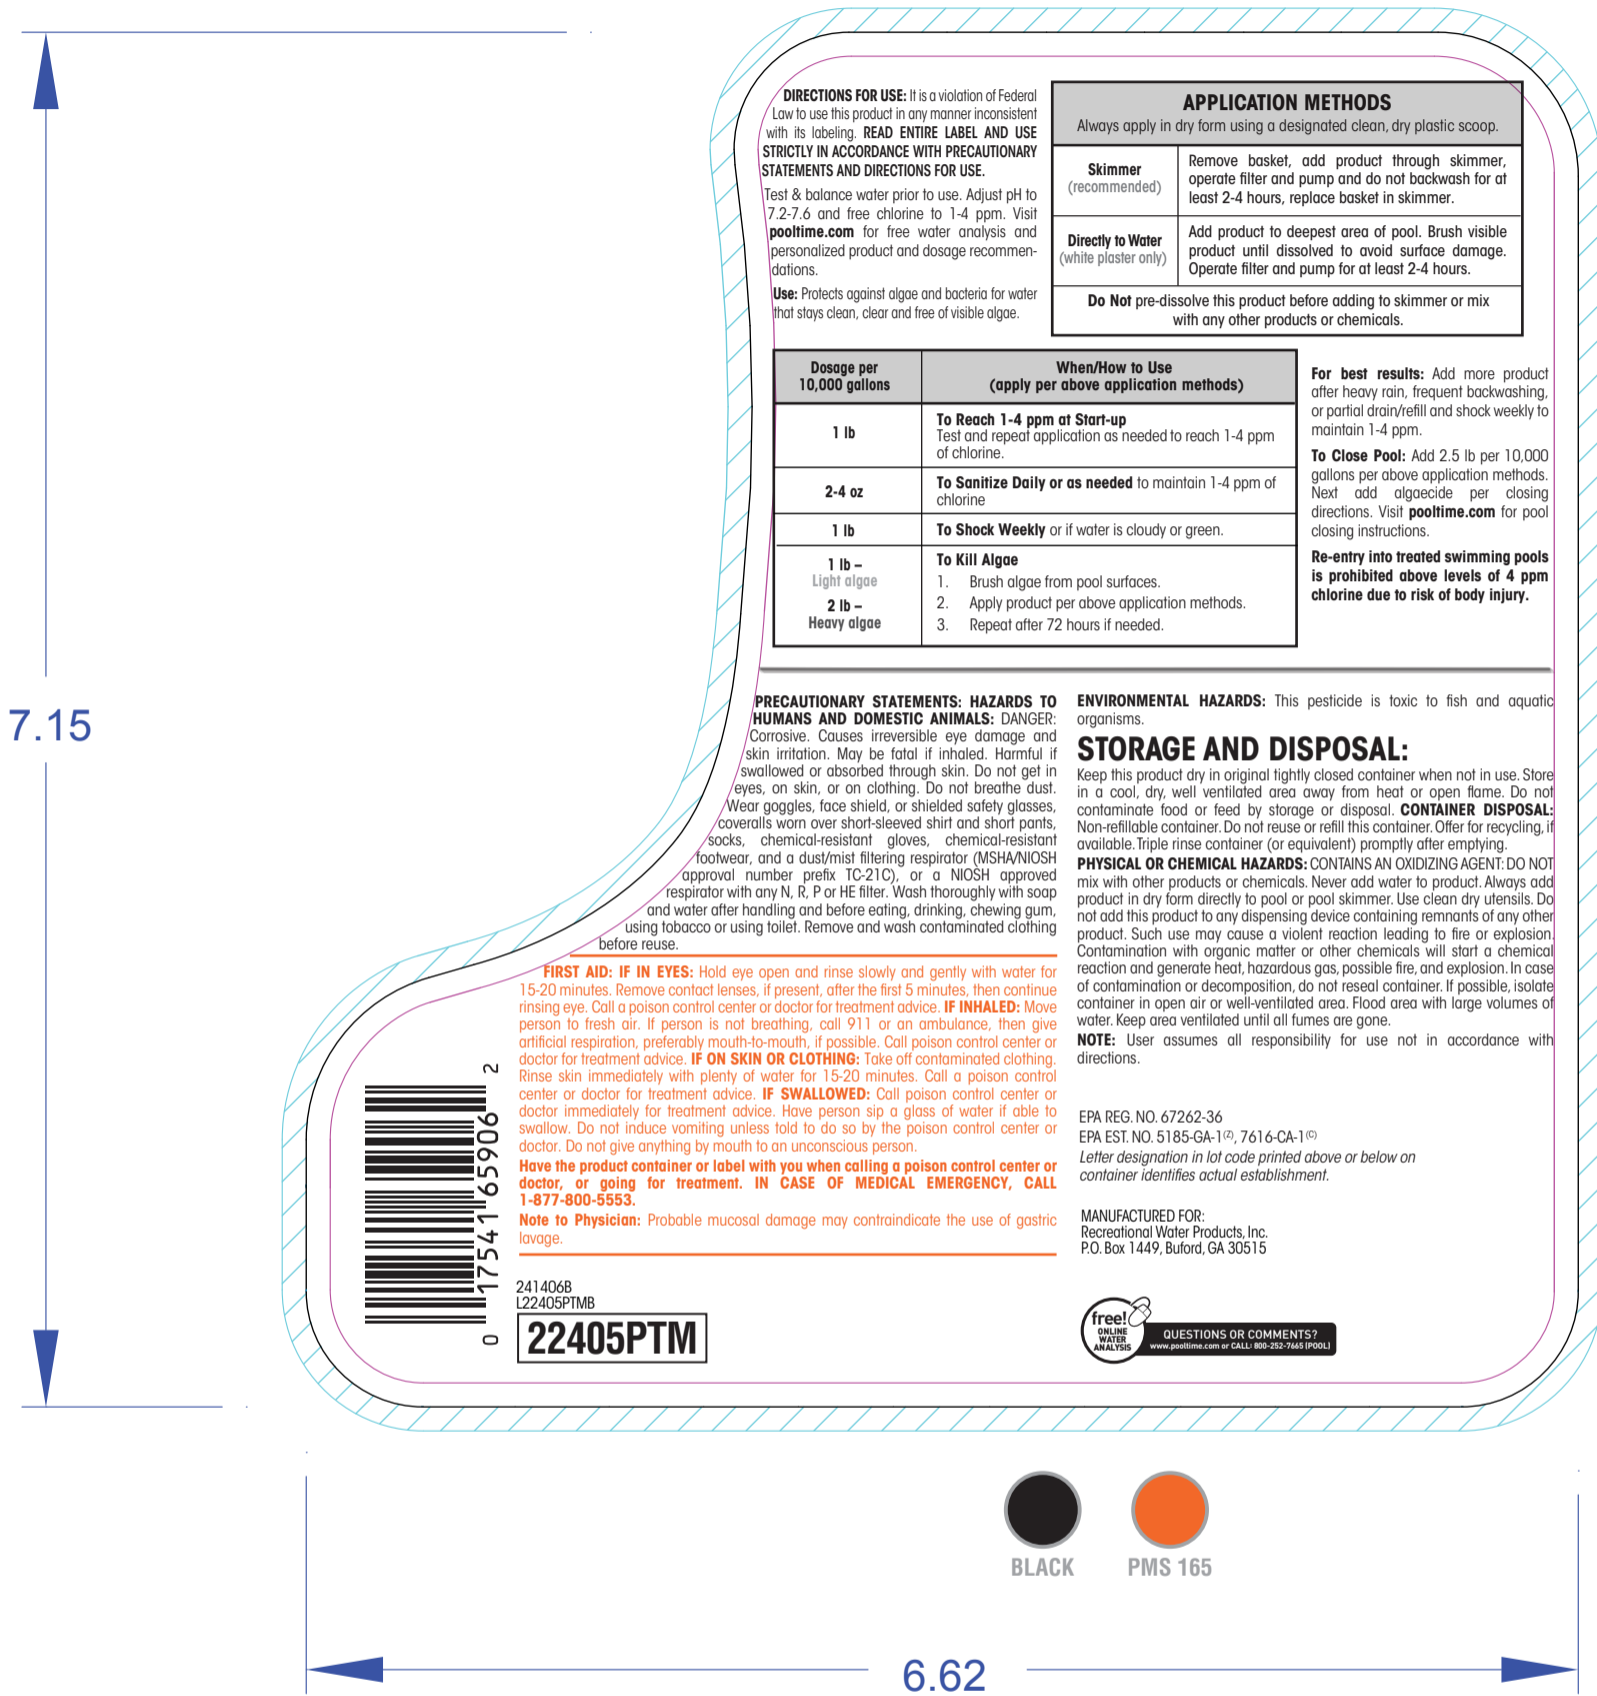 DIRECTIONS FOR USE: It is a violation of Federal
Law to use this product in any manner inconsistent
with its labeling. READ ENTIRE LABEL AND USE
STRICTLY IN ACCORDANCE WITH PRECAUTIONARY
STATEMENTS AND DIRECTIONS FOR USE.
Test & balance water prior to use. Adjust pH to
7.2-7.6 and free chlorine to 1-4 ppm. Visit
pooltime.com for free water analysis and
personalized product and dosage recommen-
dations.
Use: Protects against algae and bacteria for water
that stays clean, clear and free of visible algae.
APPLICATION METHODS
Always apply in dry form using a designated clean, dry plastic scoop.
Skimmer
(recommended)
Remove basket, add product through skimmer,
operate filter and pump and do not backwash for at
least 2-4 hours, replace basket in skimmer.
Directly to Water
(white plaster only)
Add product to deepest area of pool. Brush visible
product until dissolved to avoid surface damage.
Operate filter and pump for at least 2-4 hours.
Do Not pre-dissolve this product before adding to skimmer or mix
with any other products or chemicals.
Dosage per
10,000 gallons
When/How to Use
(apply per above application methods)
1 lb
To Reach 1-4 ppm at Start-up
Test and repeat application as needed to reach 1-4 ppm
of chlorine.
2-4 oz
To Sanitize Daily or as needed to maintain 1-4 ppm of
chlorine
1 lb
To Shock Weekly or if water is cloudy or green.
1 lb –
Light algae
2 lb –
Heavy algae
To Kill Algae
1. Brush algae from pool surfaces.
2. Apply product per above application methods.
3. Repeat after 72 hours if needed.
For best results: Add more product
after heavy rain, frequent backwashing,
or partial drain/refill and shock weekly to
maintain 1-4 ppm.
To Close Pool: Add 2.5 lb per 10,000
gallons per above application methods.
Next add algaecide per closing
directions. Visit pooltime.com for pool
closing instructions.
Re-entry into treated swimming pools
is prohibited above levels of 4 ppm
chlorine due to risk of body injury.
PRECAUTIONARY STATEMENTS: HAZARDS TO
HUMANS AND DOMESTIC ANIMALS: DANGER:
Corrosive. Causes irreversible eye damage and
skin irritation. May be fatal if inhaled. Harmful if
swallowed or absorbed through skin. Do not get in
eyes, on skin, or on clothing. Do not breathe dust.
Wear goggles, face shield, or shielded safety glasses,
coveralls worn over short-sleeved shirt and short pants,
socks, chemical-resistant gloves, chemical-resistant
footwear, and a dust/mist filtering respirator (MSHA/NIOSH
approval number prefix TC-21C), or a NIOSH approved
respirator with any N, R, P or HE filter. Wash thoroughly with soap
and water after handling and before eating, drinking, chewing gum,
using tobacco or using toilet. Remove and wash contaminated clothing
before reuse.
FIRST AID: IF IN EYES: Hold eye open and rinse slowly and gently with water for
15-20 minutes. Remove contact lenses, if present, after the first 5 minutes, then continue
rinsing eye. Call a poison control center or doctor for treatment advice. IF INHALED: Move
person to fresh air. If person is not breathing, call 911 or an ambulance, then give
artificial respiration, preferably mouth-to-mouth, if possible. Call poison control center or
doctor for treatment advice. IF ON SKIN OR CLOTHING: Take off contaminated clothing.
Rinse skin immediately with plenty of water for 15-20 minutes. Call a poison control
center or doctor for treatment advice. IF SWALLOWED: Call poison control center or
doctor immediately for treatment advice. Have person sip a glass of water if able to
swallow. Do not induce vomiting unless told to do so by the poison control center or
doctor. Do not give anything by mouth to an unconscious person.
Have the product container or label with you when calling a poison control center or
doctor, or going for treatment. IN CASE OF MEDICAL EMERGENCY, CALL
1-877-800-5553.
Note to Physician: Probable mucosal damage may contraindicate the use of gastric
lavage.
241406B
L22405PTMB
22405PTM
0 17541 65906 2
ENVIRONMENTAL HAZARDS: This pesticide is toxic to fish and aquatic
organisms.
STORAGE AND DISPOSAL:
Keep this product dry in original tightly closed container when not in use. Store
in a cool, dry, well ventilated area away from heat or open flame. Do not
contaminate food or feed by storage or disposal. CONTAINER DISPOSAL:
Non-refillable container. Do not reuse or refill this container. Offer for recycling, if
available. Triple rinse container (or equivalent) promptly after emptying.
PHYSICAL OR CHEMICAL HAZARDS: CONTAINS AN OXIDIZING AGENT: DO NOT
mix with other products or chemicals. Never add water to product. Always add
product in dry form directly to pool or pool skimmer. Use clean dry utensils. Do
not add this product to any dispensing device containing remnants of any other
product. Such use may cause a violent reaction leading to fire or explosion.
Contamination with organic matter or other chemicals will start a chemical
reaction and generate heat, hazardous gas, possible fire, and explosion. In case
of contamination or decomposition, do not reseal container. If possible, isolate
container in open air or well-ventilated area. Flood area with large volumes of
water. Keep area ventilated until all fumes are gone.
NOTE: User assumes all responsibility for use not in accordance with
directions.
EPA REG. NO. 67262-36
EPA EST. NO. 5185-GA-1(Z), 7616-CA-1(C)
Letter designation in lot code printed above or below on
container identifies actual establishment.
MANUFACTURED FOR:
Recreational Water Products, Inc.
P.O. Box 1449, Buford, GA 30515
free!
ONLINE
WATER
ANALYSIS
QUESTIONS OR COMMENTS?
www.pooltime.com or CALL: 800-252-7665 (POOL)
7.15
BLACK
PMS 165
6.62